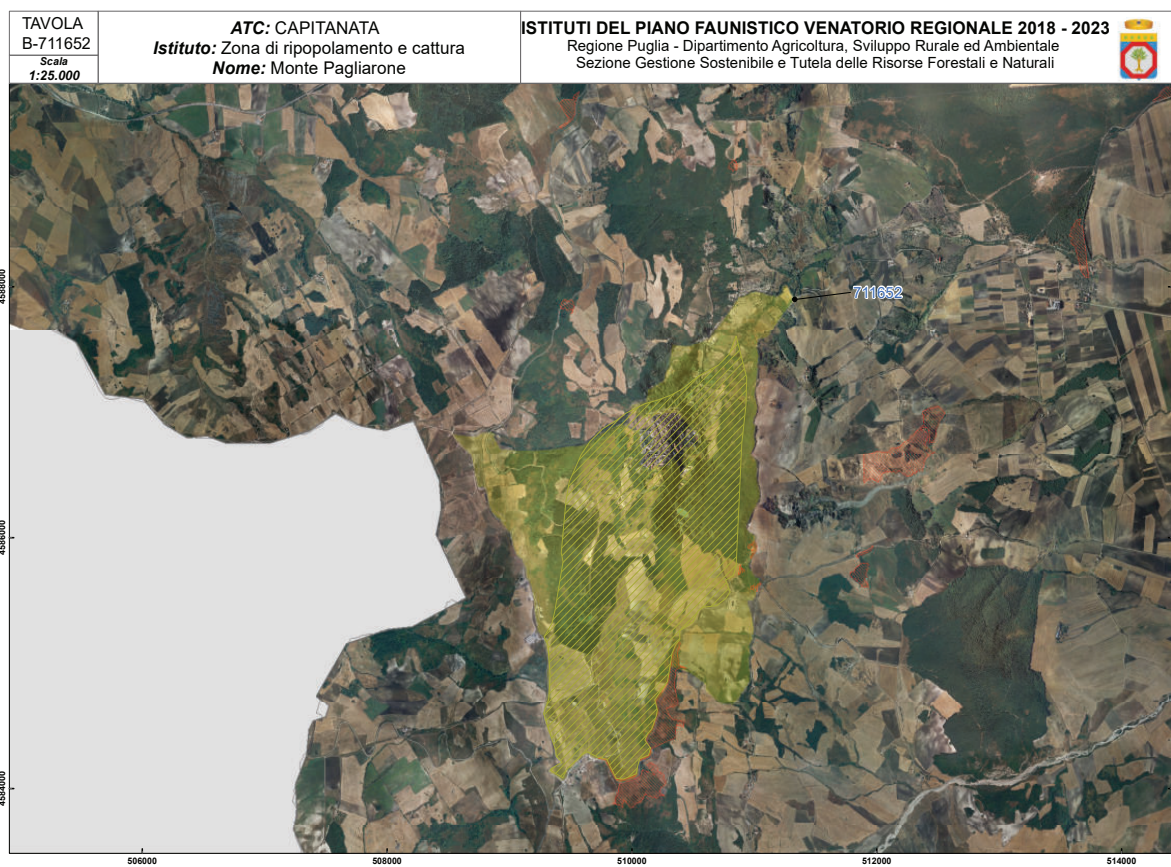 TAVOLA
B-711652
Scala
1:25.000
ATC: CAPITANATA
Istituto: Zona di ripopolamento e cattura
Nome: Monte Pagliarone
ISTITUTI DEL PIANO FAUNISTICO VENATORIO REGIONALE 2018 - 2023
Regione Puglia - Dipartimento Agricoltura, Sviluppo Rurale ed Ambientale
Sezione Gestione Sostenibile e Tutela delle Risorse Forestali e Naturali
4588000
711652
4586000
4584000
506000
508000
510000
512000
514000